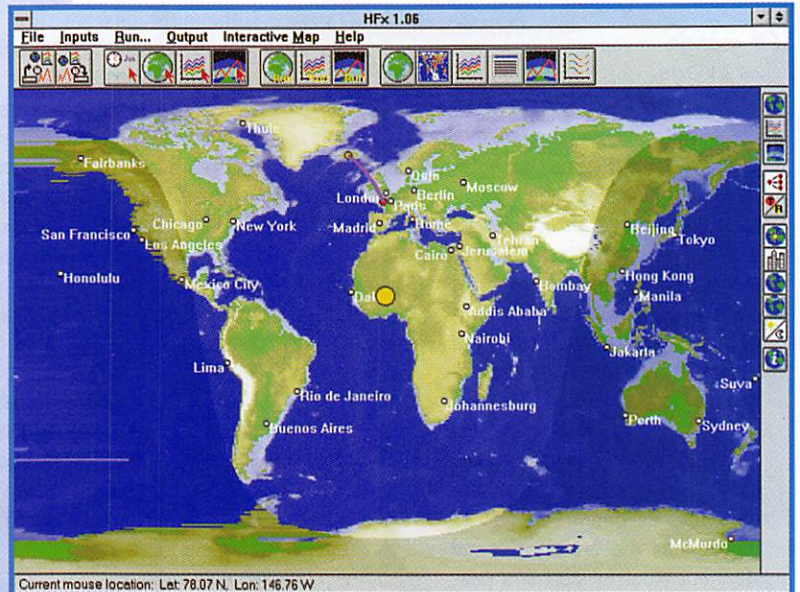 HFx 1.06
File Inputs Run... Output Interactive Map Help
Thule
Fairbanks
Oslo
Moscow
London
Berlin
Paris
Chicago
New York
Madrid
Rome
San Francisco
Los Angeles
Tehran
Beijing
Tokyo
Cairo
Jerusalem
Honolulu
Mexico City
Hong Kong
Bombay
Manila
Dal
Addis Ababa
Nairobi
Jakarta
Lima
Suva
Rio de Janeiro
Johannesburg
Perth
Sydney
Buenos Aires
McMurdo
Current mouse location: Lat: 78.07 N, Lon: 146.76 W